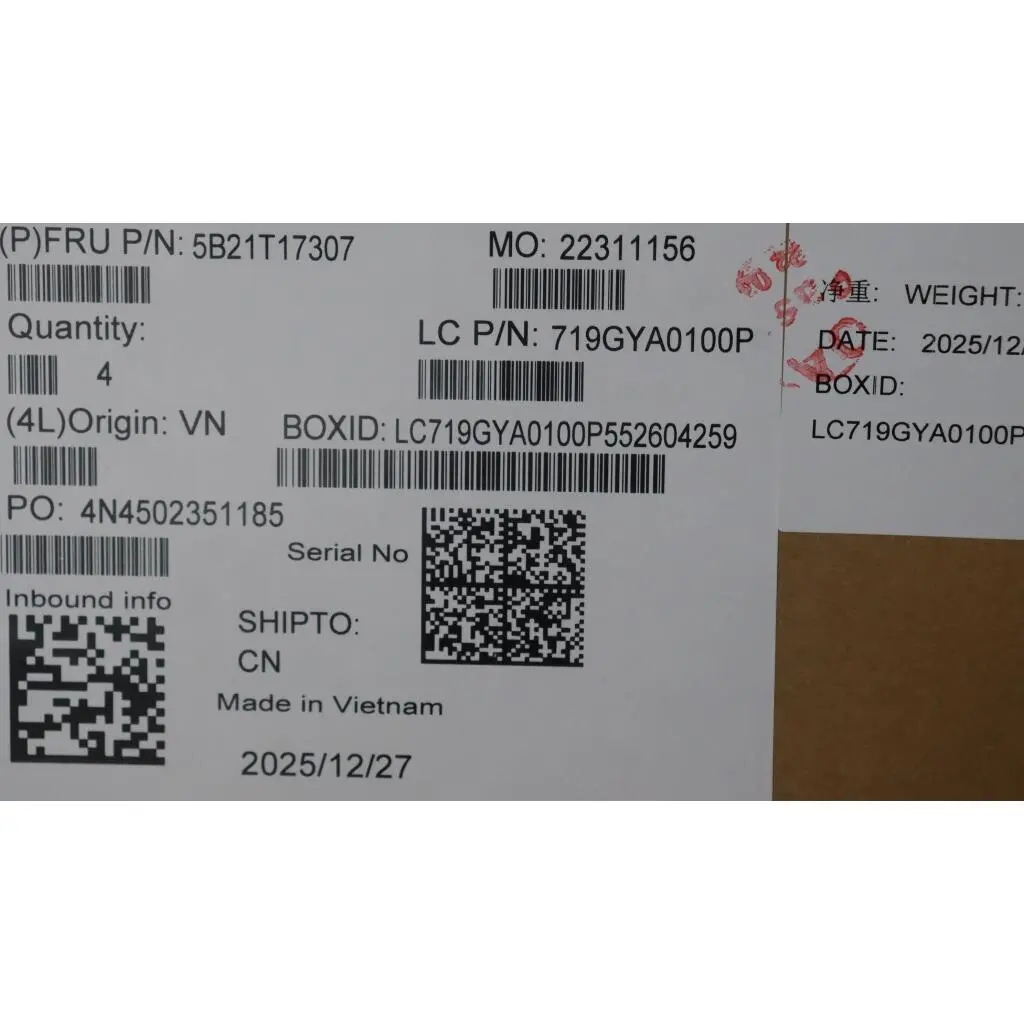 (P)FRU P/N: 5B21T17307
MO: 22311156
Quantity:
4
LC P/N: 719GYA0100P
(4L)Origin: VN
BOXID: LC719GYA0100P552604259
PO: 4N4502351185
Serial No
Inbound info
SHIPTO:
CN
Made in Vietnam
2025/12/27
净重: WEIGHT:
DATE: 2025/12/
BOXID:
LC719GYA0100P